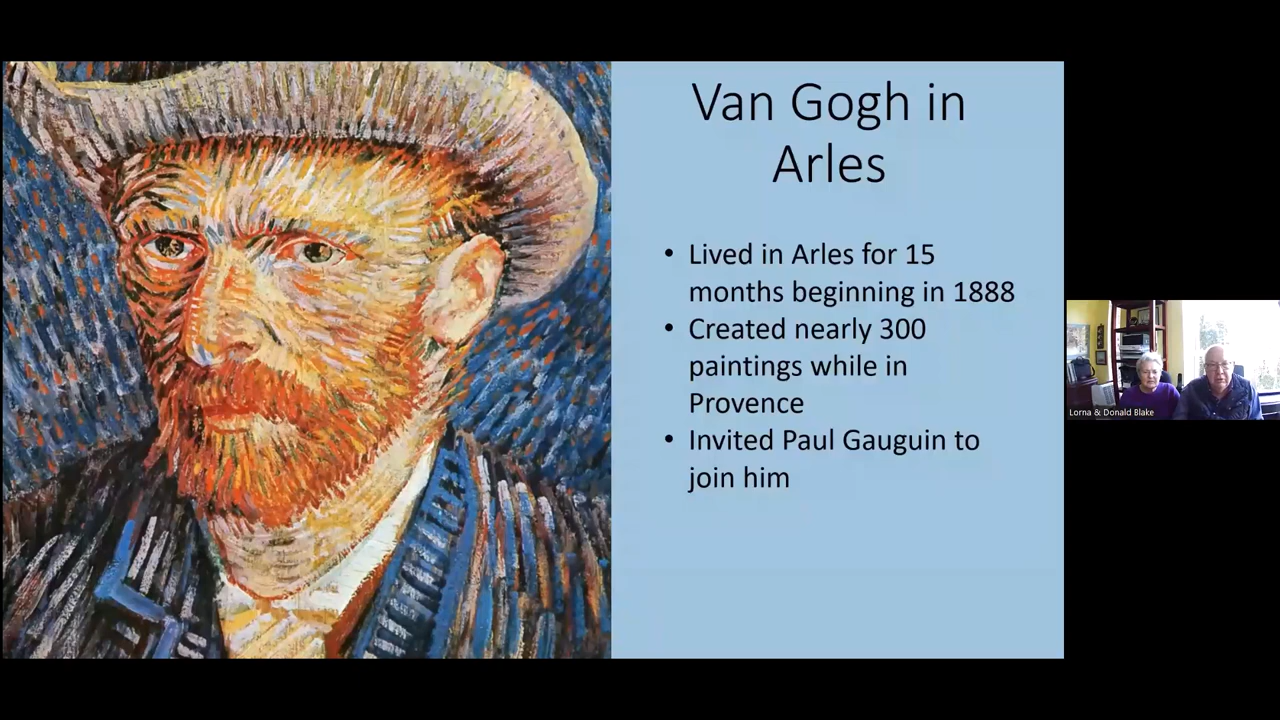 Van Gogh in
Arles
• Lived in Arles for 15
months beginning in 1888
• Created nearly 300
paintings while in
Provence
• Invited Paul Gauguin to
join him
Lorna & Donald Blake